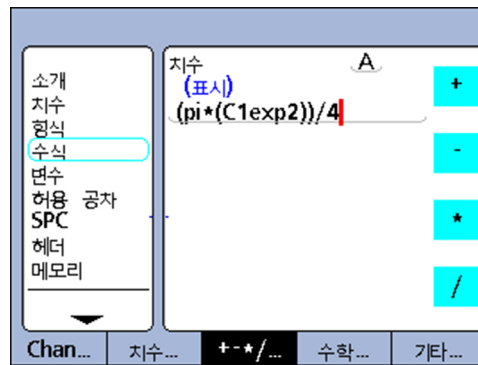 소개
치수
형식
수식
변수
허용 공차
SPC
헤더
메모리
치수 A
(표시)
(pi*(C1exp2))/4
+
-
*
/
Chan... 치수... +-*/... 수학... 기타...